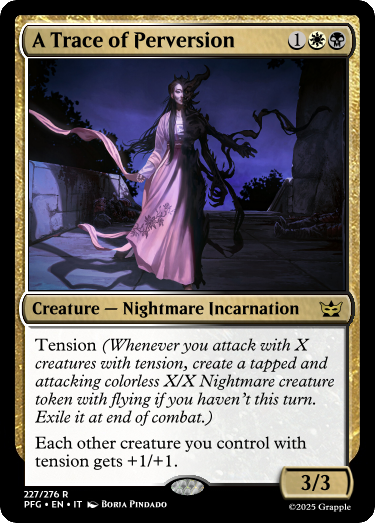 A Trace of Perversion 1
Creature — Nightmare Incarnation
Tension (Whenever you attack with X
creatures with tension, create a tapped and
attacking colorless X/X Nightmare creature
token with flying if you haven't this turn.
Exile it at end of combat.)
Each other creature you control with
tension gets +1/+1.
3/3
227/276 R
PFG • EN • IT Boria Pindado
©2025 Grapple